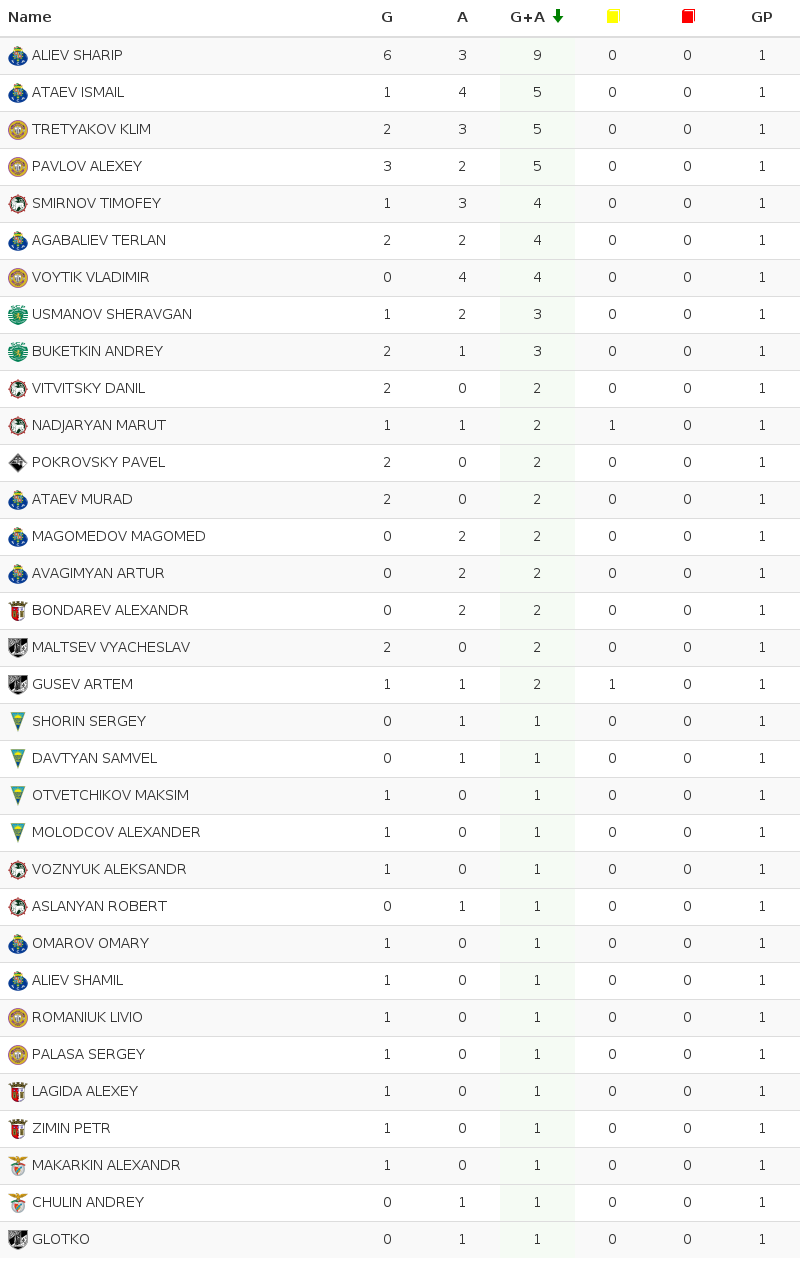 Name G A G+A GP
ALIEV SHARIP 6 3 9 0 0 1
ATAEV ISMAIL 1 4 5 0 0 1
TRETYAKOV KLIM 2 3 5 0 0 1
PAVLOV ALEXEY 3 2 5 0 0 1
SMIRNOV TIMOFEY 1 3 4 0 0 1
AGABALIEV TERLAN 2 2 4 0 0 1
VOYTIK VLADIMIR 0 4 4 0 0 1
USMANOV SHERAVGAN 1 2 3 0 0 1
BUKETKIN ANDREY 2 1 3 0 0 1
VITVITSKY DANIL 2 0 2 0 0 1
NADJARYAN MARUT 1 1 2 1 0 1
POKROVSKY PAVEL 2 0 2 0 0 1
ATAEV MURAD 2 0 2 0 0 1
MAGOMEDOV MAGOMED 0 2 2 0 0 1
AVAGIMYAN ARTUR 0 2 2 0 0 1
BONDAREV ALEXANDR 0 2 2 0 0 1
MALTSEV VYACHESLAV 2 0 2 0 0 1
GUSEV ARTEM 1 1 2 1 0 1
SHORIN SERGEY 0 1 1 0 0 1
DAVTYAN SAMVEL 0 1 1 0 0 1
OTVETCHIKOV MAKSIM 1 0 1 0 0 1
MOLODCOV ALEXANDER 1 0 1 0 0 1
VOZNYUK ALEKSANDR 1 0 1 0 0 1
ASLANYAN ROBERT 0 1 1 0 0 1
OMAROV OMARY 1 0 1 0 0 1
ALIEV SHAMIL 1 0 1 0 0 1
ROMANIUK LIVIO 1 0 1 0 0 1
PALASA SERGEY 1 0 1 0 0 1
LAGIDA ALEXEY 1 0 1 0 0 1
ZIMIN PETR 1 0 1 0 0 1
MAKARKIN ALEXANDR 1 0 1 0 0 1
CHULIN ANDREY 0 1 1 0 0 1
GLOTKO 0 1 1 0 0 1